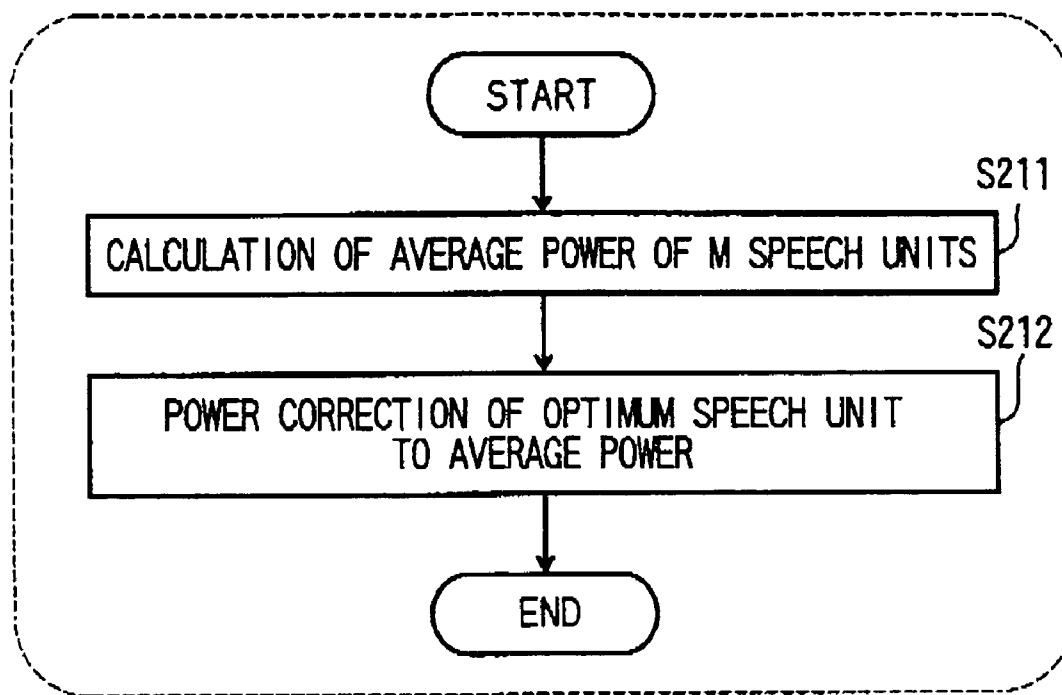 START
S211
CALCULATION OF AVERAGE POWER OF M SPEECH UNITS
S212
POWER CORRECTION OF OPTIMUM SPEECH UNIT
TO AVERAGE POWER
END